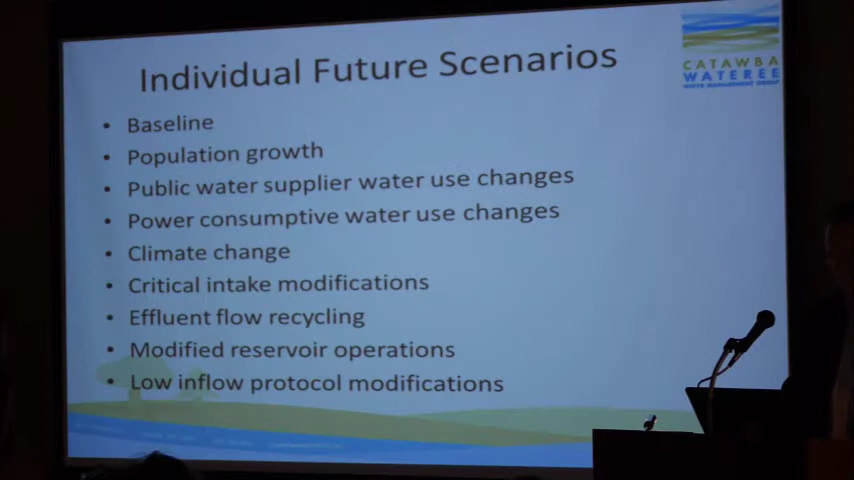 Individual Future Scenarios
CATAWBA
WATEREE
WATER MANAGEMENT GROUP
• Baseline
• Population growth
• Public water supplier water use changes
• Power consumptive water use changes
• Climate change
• Critical intake modifications
• Effluent flow recycling
• Modified reservoir operations
• Low inflow protocol modifications